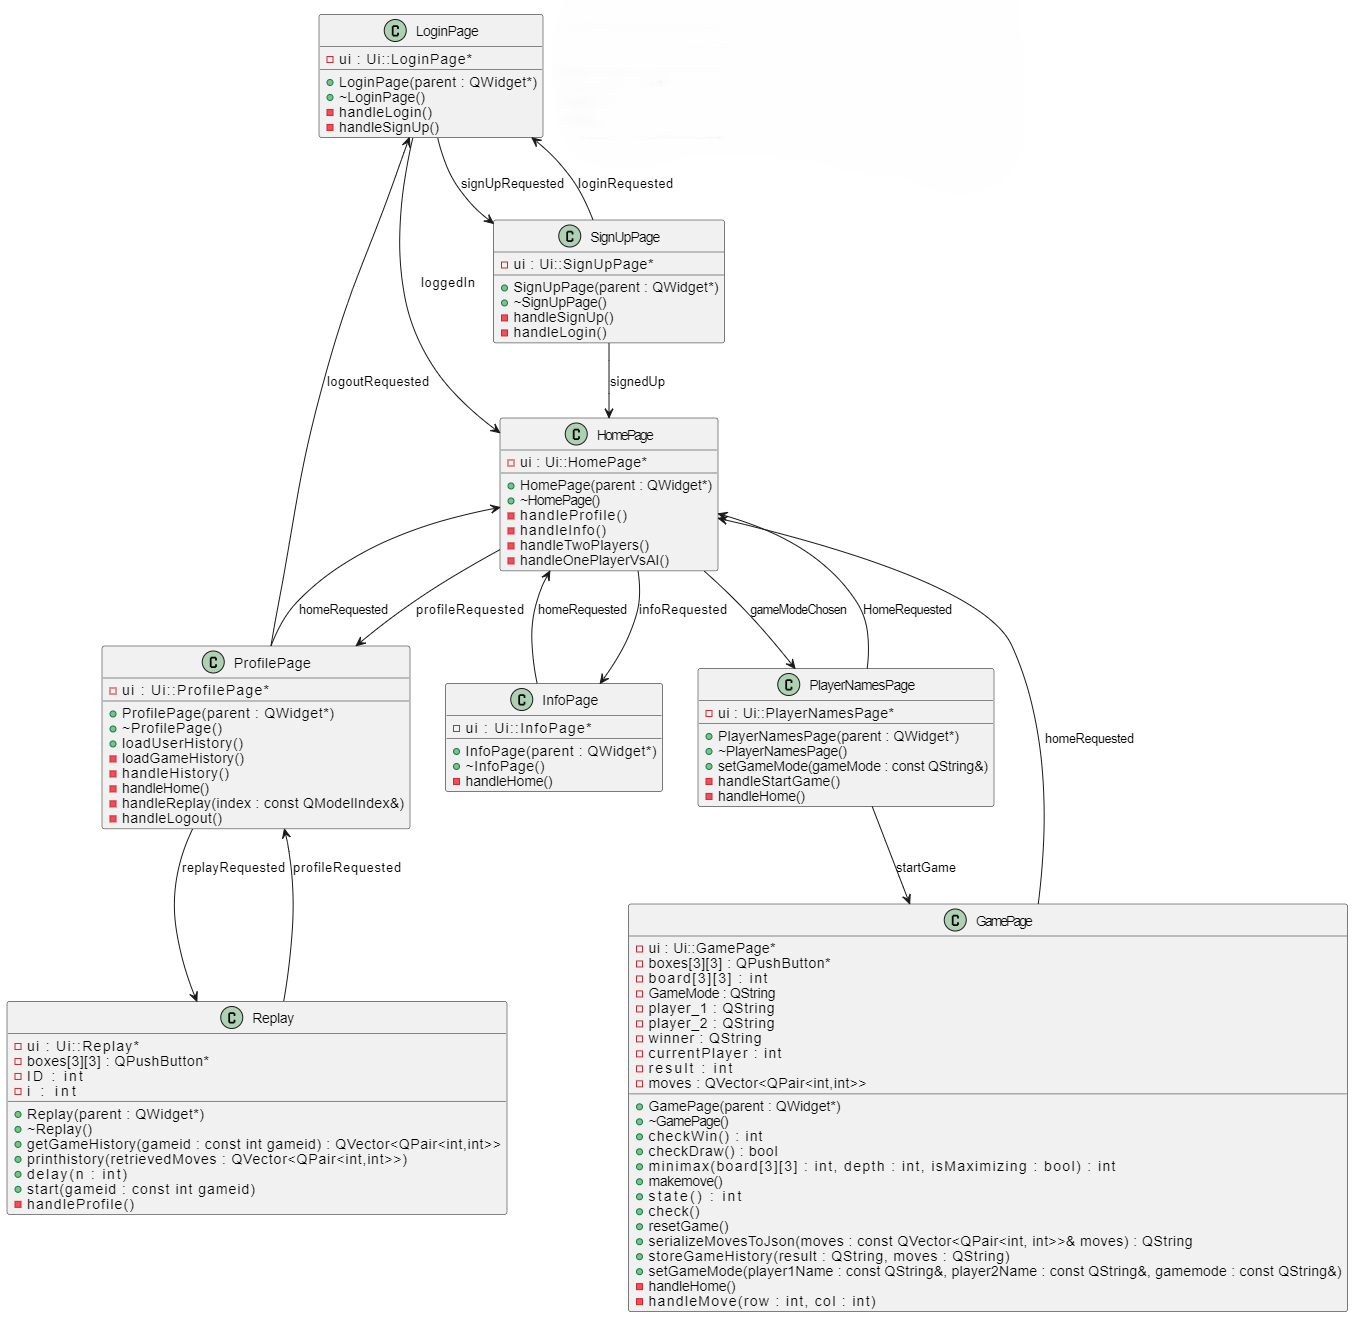 C LoginPage
ui : Ui::LoginPage*
LoginPage(parent : QWidget*)
~LoginPage()
handleLogin()
handleSignUp()
signUpRequested
loginRequested
C SignUpPage
ui : Ui::SignUpPage*
SignUpPage(parent : QWidget*)
~SignUpPage()
handleSignUp()
handleLogin()
loggedIn
logoutRequested
signedUp
C HomePage
ui : Ui::HomePage*
HomePage(parent : QWidget*)
~HomePage()
handleProfile()
handleInfo()
handleTwoPlayers()
handleOnePlayerVsAI()
homeRequested
profileRequested
homeRequested
infoRequested
gameModeChosen
HomeRequested
C ProfilePage
ui : Ui::ProfilePage*
ProfilePage(parent : QWidget*)
~ProfilePage()
loadUserHistory()
loadGameHistory()
handleHistory()
handleHome()
handleReplay(index : const QModelIndex&)
handleLogout()
C InfoPage
ui : Ui::InfoPage*
InfoPage(parent : QWidget*)
~InfoPage()
handleHome()
C PlayerNamesPage
ui : Ui::PlayerNamesPage*
PlayerNamesPage(parent : QWidget*)
~PlayerNamesPage()
setGameMode(gameMode : const QString&)
handleStartGame()
handleHome()
homeRequested
replayRequested
profileRequested
startGame
C Replay
ui : Ui::Replay*
boxes[3][3] : QPushButton*
ID : int
i : int
Replay(parent : QWidget*)
~Replay()
getGameHistory(gameid : const int gameid) : QVector<QPair<int,int>>
printhistory(retrievedMoves : QVector<QPair<int,int>>)
delay(n : int)
start(gameid : const int gameid)
handleProfile()
C GamePage
ui : Ui::GamePage*
boxes[3][3] : QPushButton*
board[3][3] : int
GameMode : QString
player_1 : QString
player_2 : QString
winner : QString
currentPlayer : int
result : int
moves : QVector<QPair<int,int>>
GamePage(parent : QWidget*)
~GamePage()
checkWin() : int
checkDraw() : bool
minimax(board[3][3] : int, depth : int, isMaximizing : bool) : int
makemove()
state() : int
check()
resetGame()
serializeMovesToJson(moves : const QVector<QPair<int, int>>& moves) : QString
storeGameHistory(result : QString, moves : QString)
setGameMode(player1Name : const QString&, player2Name : const QString&, gamemode : const QString&)
handleHome()
handleMove(row : int, col : int)